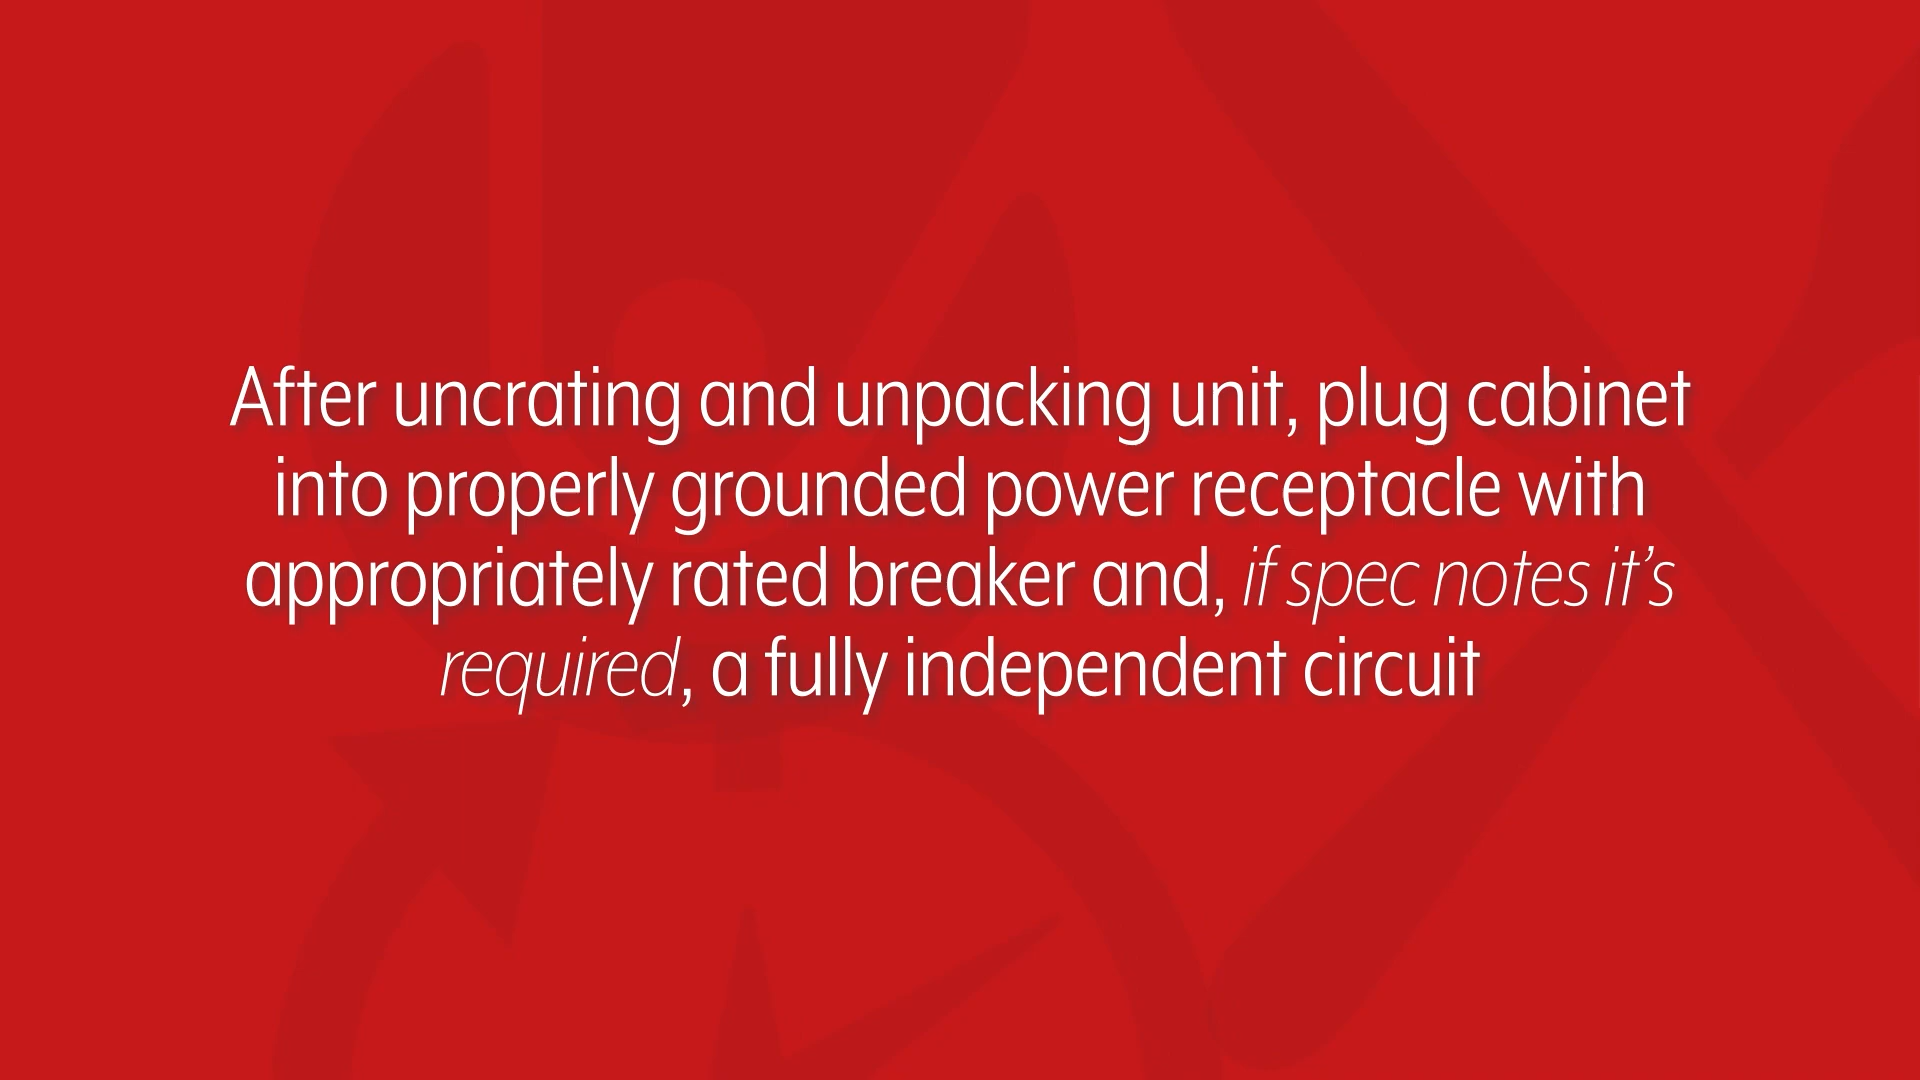 After uncrating and unpacking unit, plug cabinet
into properly grounded power receptacle with
appropriately rated breaker and, if spec notes it’s
required, a fully independent circuit